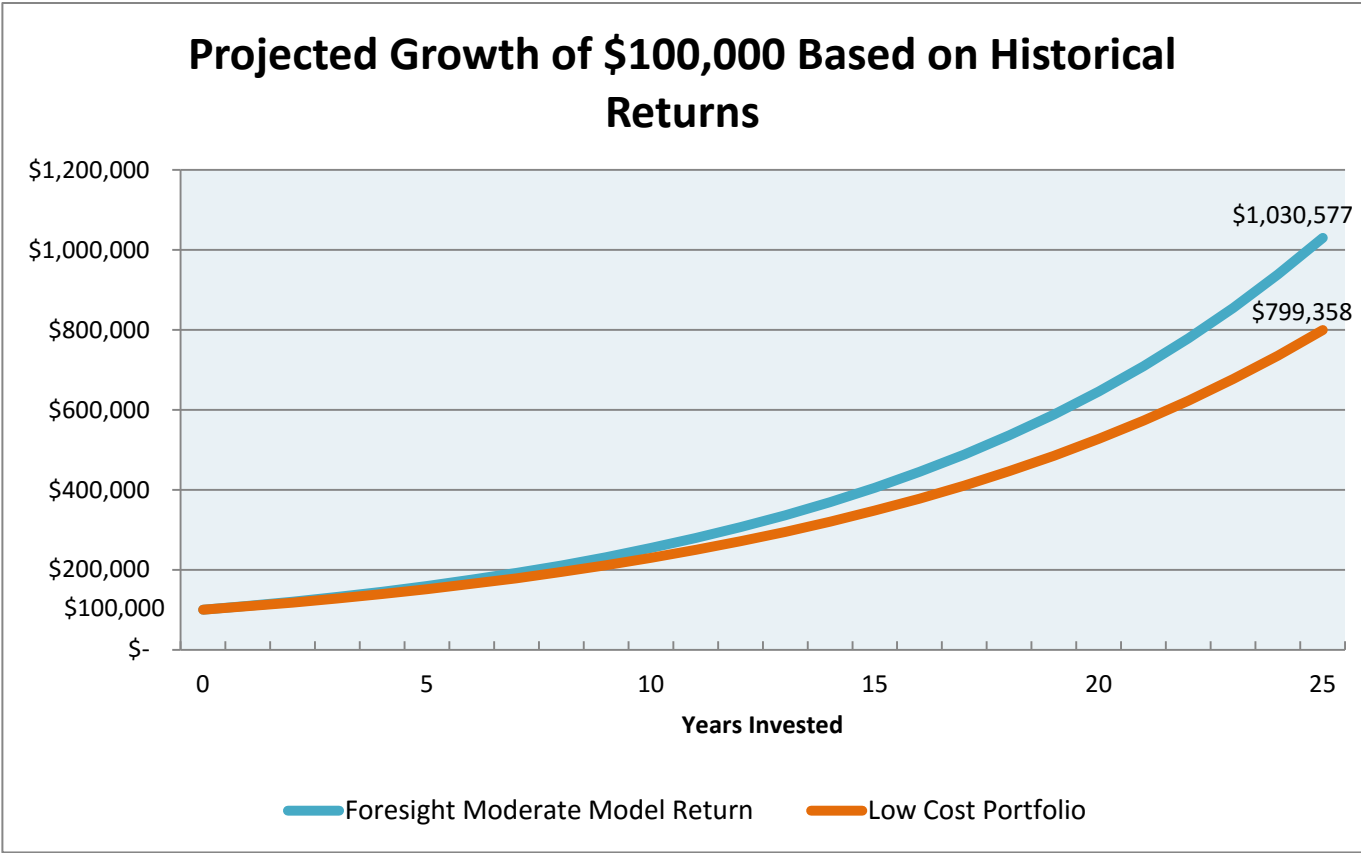 Projected Growth of $100,000 Based on Historical
Returns
$1,200,000
$1,030,577
$1,000,000
$799,358
$800,000
$600,000
$400,000
$200,000
$100,000
$-
0 5 10 15 20 25
Years Invested
Foresight Moderate Model Return Low Cost Portfolio